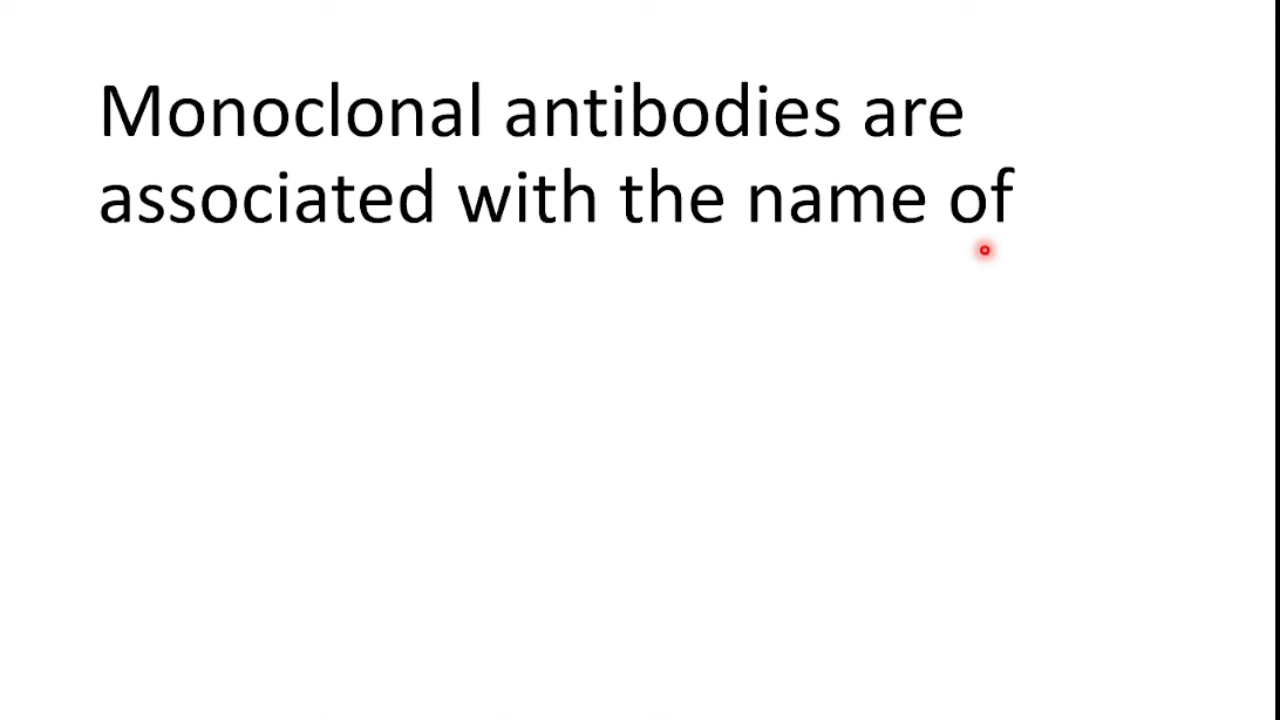 Monoclonal antibodies are
associated with the name of